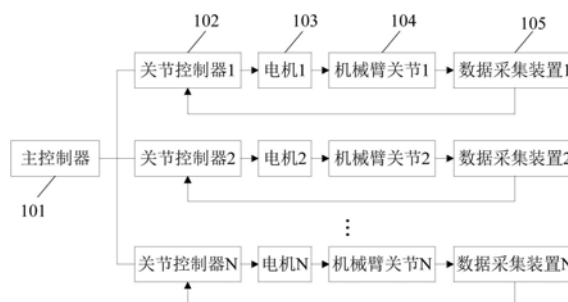 102 103 104 105
关节控制器1 电机1 机械臂关节1 数据采集装置1
主控制器 关节控制器2 电机2 机械臂关节2 数据采集装置2
101
⋮
关节控制器N 电机N 机械臂关节N 数据采集装置N